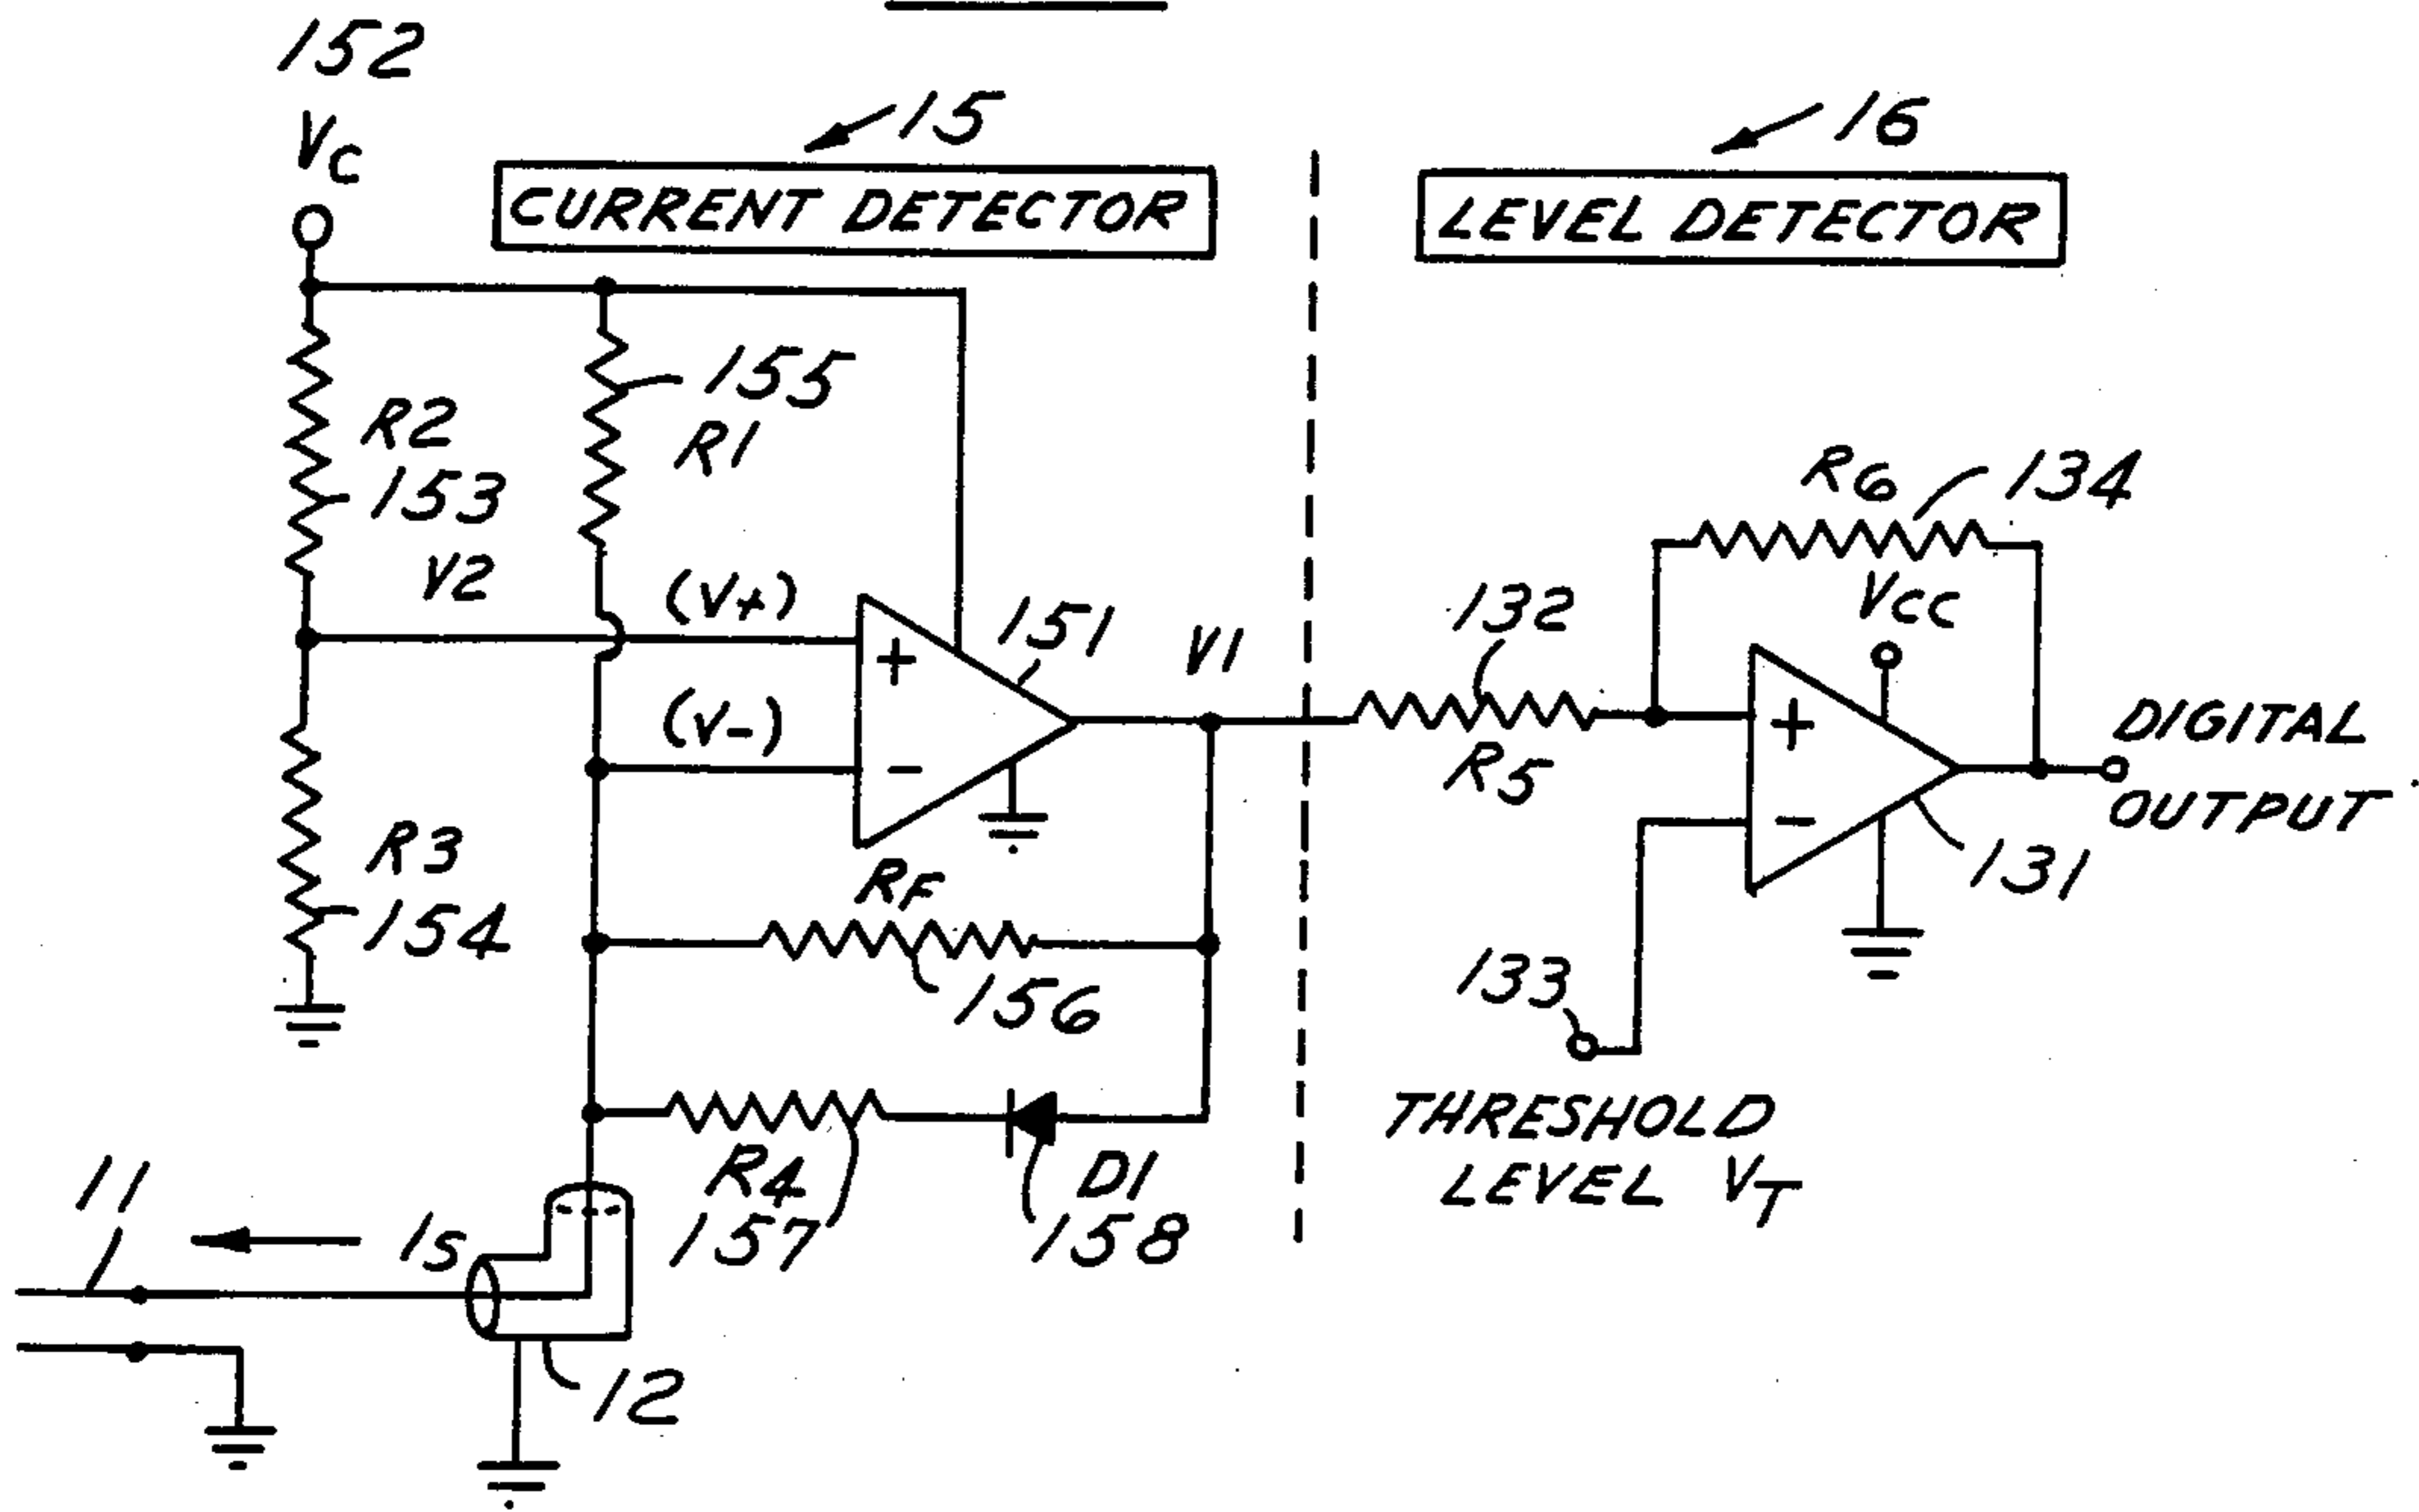 152
VC
15
CURRENT DETECTOR
16
LEVEL DETECTOR
155
R1
R2
153
V2
(V+)
(V-)
+
-
151
V1
R3
154
RF
156
R4
157
D1
158
11
IS
12
R6
134
132
R5
VCC
+
-
131
DIGITAL
OUTPUT
133
THRESHOLD
LEVEL VT